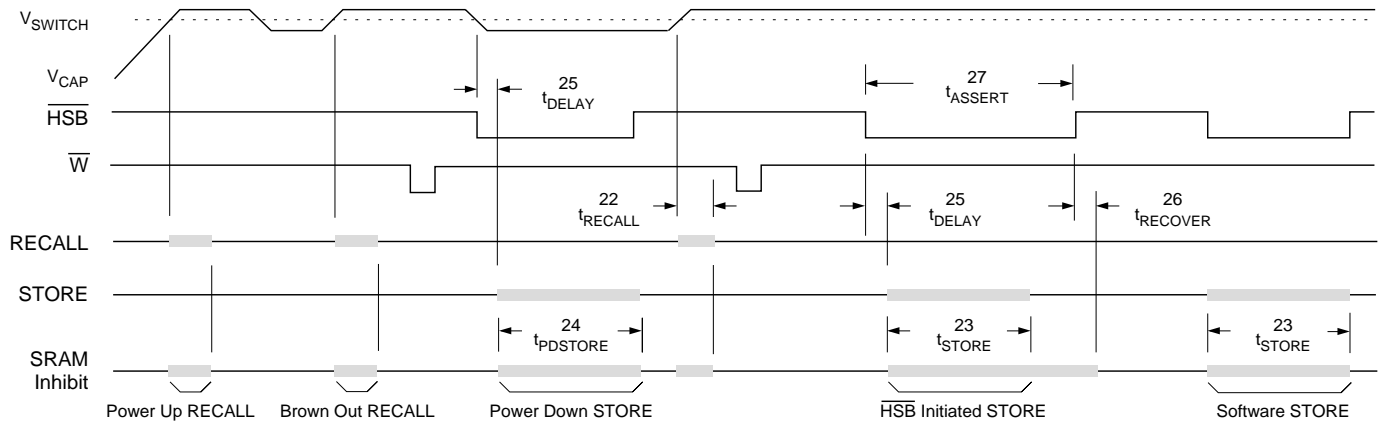 VSWITCH
VCAP
25
tDELAY
27
tASSERT
HSB
W
22
tRECALL
25
tDELAY
26
tRECOVER
RECALL
STORE
24
tPDSTORE
23
tSTORE
23
tSTORE
SRAM
Inhibit
Power Up RECALL
Brown Out RECALL
Power Down STORE
HSB Initiated STORE
Software STORE